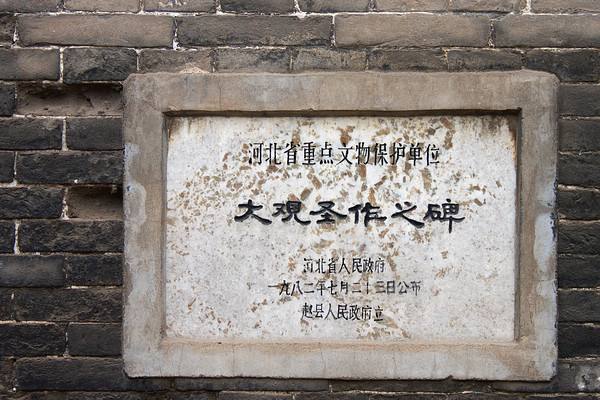 河北省重点文物保护单位
大观圣作之碑
河北省人民政府
一九八二年七月二十三日公布
赵县人民政府立